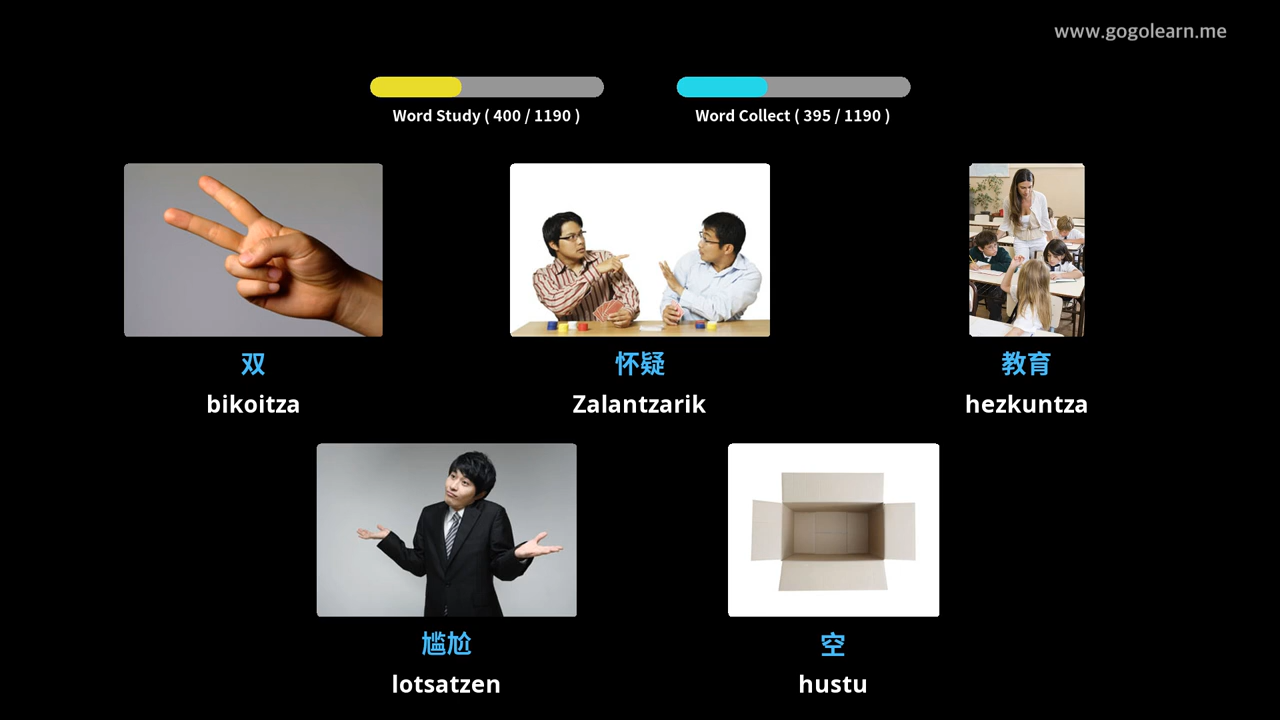 www.gogolearn.me
Word Study ( 400 / 1190 )
Word Collect ( 395 / 1190 )
双
怀疑
教育
bikoitza
Zalantzarik
hezkuntza
尴尬
空
lotsatzen
hustu